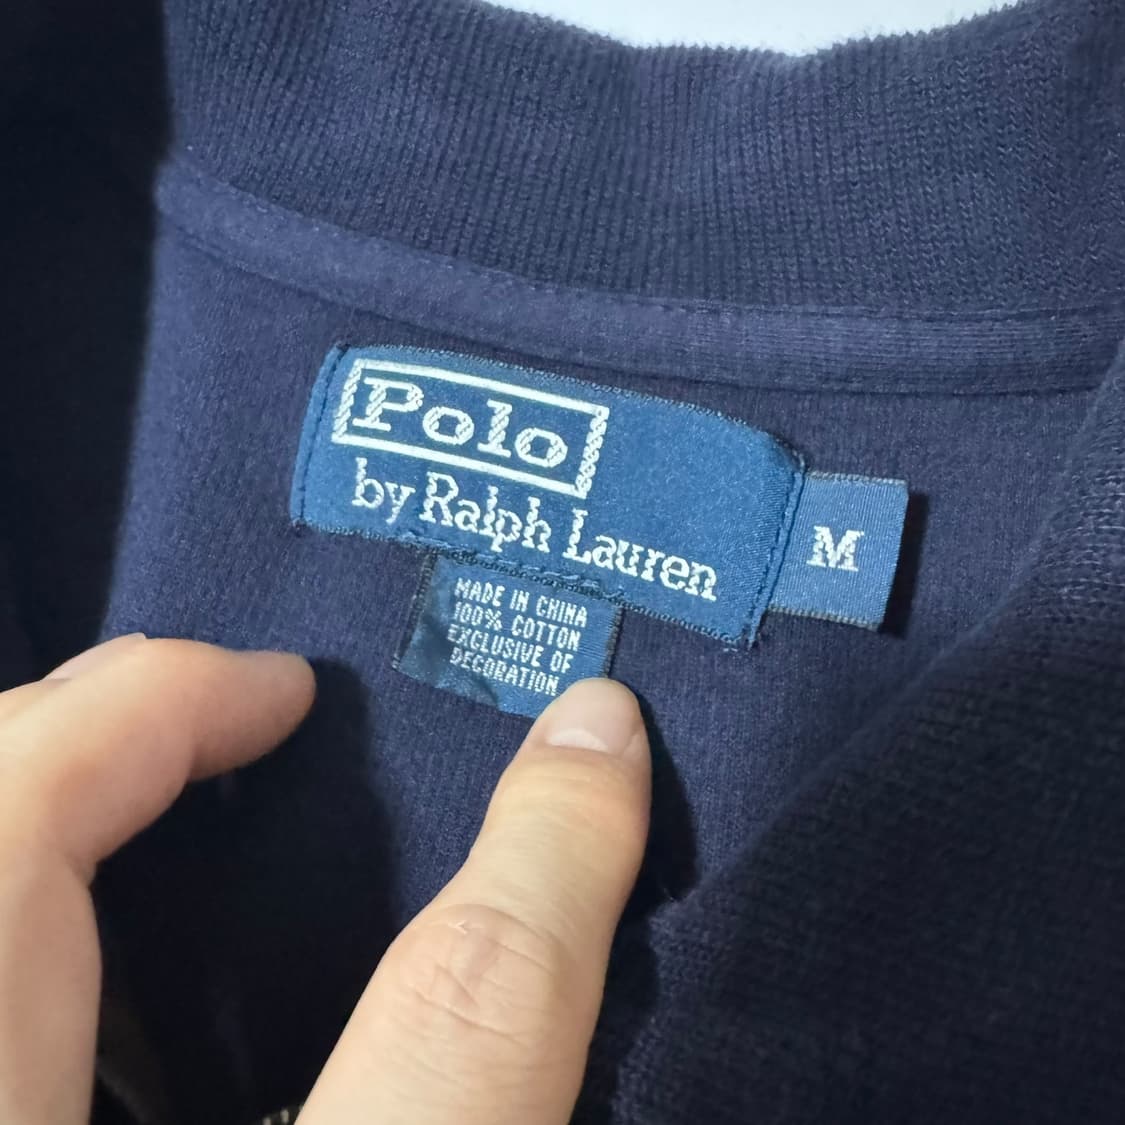 Polo
by Ralph Lauren
M
MADE IN CHINA
100% COTTON
EXCLUSIVE OF
DECORATION